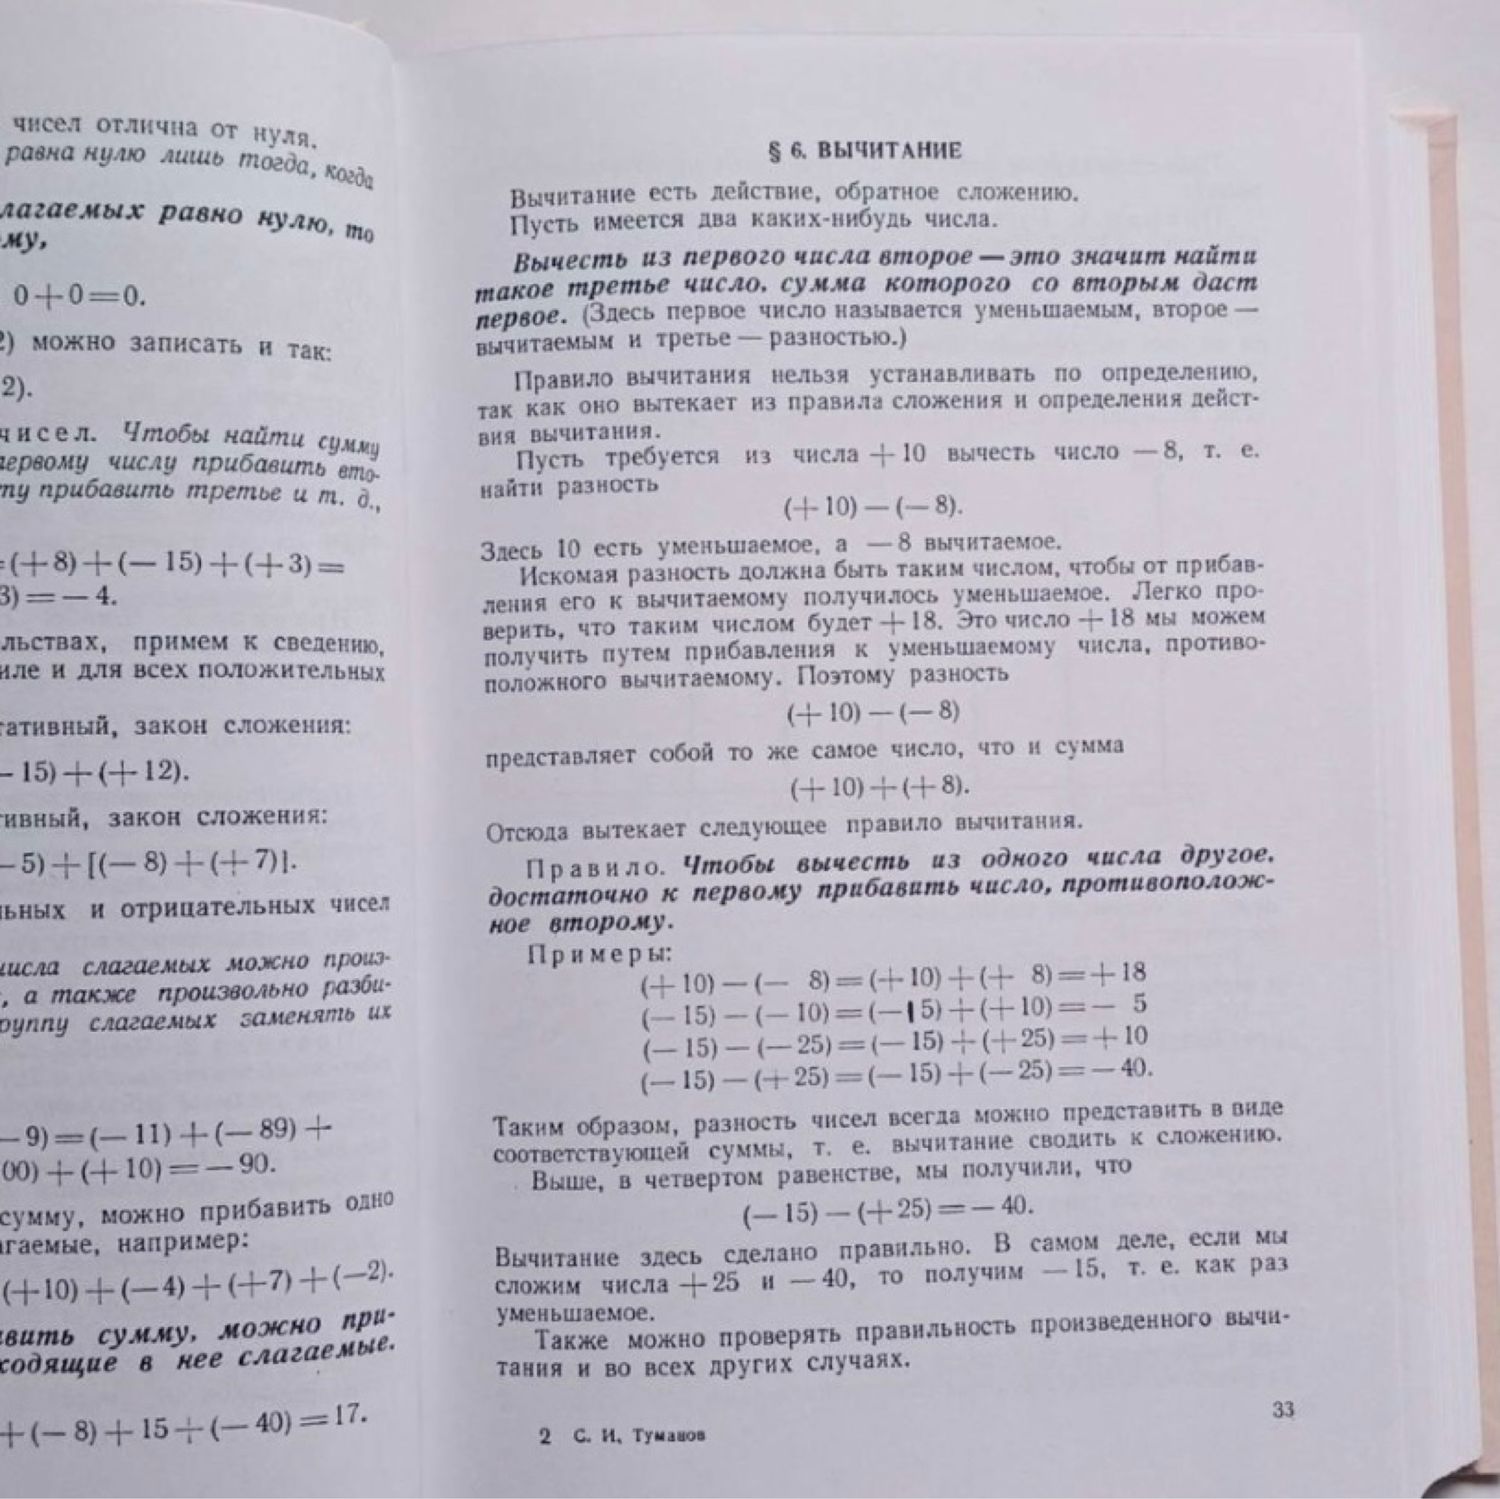 чисел отлична от нуля.
равна нулю лишь тогда, когда
лагаемых равно нулю, то
му,
0+0=0.
2) можно записать и так:
2).
чисел. Чтобы найти сумму
первому числу прибавить вто-
ту прибавить третье и т. д.,
=(+8)+(—15)+(+3)=
3)=—4.
льствах, примем к сведению,
иле и для всех положительных
тативный, закон сложения:
—15)+(+12).
тивный, закон сложения:
—5)+[(—8)+(+7)].
льных и отрицательных чисел
числа слагаемых можно произ-
, а также произвольно разби-
руппу слагаемых заменять их
—9)=(—11)+(—89)+
00)+(+10)=—90.
сумму, можно прибавить одно
агаемые, например:
(+10)+(—4)+(+7)+(—2).
авить сумму, можно при-
ходящие в нее слагаемые.
+(—8)+15+(—40)=17.
§ 6. ВЫЧИТАНИЕ
Вычитание есть действие, обратное сложению.
Пусть имеется два каких-нибудь числа.
Вычесть из первого числа второе — это значит найти
такое третье число, сумма которого со вторым даст
первое. (Здесь первое число называется уменьшаемым, второе —
вычитаемым и третье — разностью.)
Правило вычитания нельзя устанавливать по определению,
так как оно вытекает из правила сложения и определения дейст-
вия вычитания.
Пусть требуется из числа +10 вычесть число —8, т. е.
найти разность
(+10)—(—8).
Здесь 10 есть уменьшаемое, а —8 вычитаемое.
Искомая разность должна быть таким числом, чтобы от прибав-
ления его к вычитаемому получилось уменьшаемое. Легко про-
верить, что таким числом будет +18. Это число +18 мы можем
получить путем прибавления к уменьшаемому числа, противо-
положного вычитаемому. Поэтому разность
(+10)—(—8)
представляет собой то же самое число, что и сумма
(+10)+(+8).
Отсюда вытекает следующее правило вычитания.
Правило. Чтобы вычесть из одного числа другое,
достаточно к первому прибавить число, противополож-
ное второму.
Примеры:
(+10)—(— 8)=(+10)+(+ 8)=+18
(—15)—(—10)=(—15)+(+10)=— 5
(—15)—(—25)=(—15)+(+25)=+10
(—15)—(+25)=(—15)+(—25)=—40.
Таким образом, разность чисел всегда можно представить в виде
соответствующей суммы, т. е. вычитание сводить к сложению.
Выше, в четвертом равенстве, мы получили, что
(—15)—(+25)=—40.
Вычитание здесь сделано правильно. В самом деле, если мы
сложим числа +25 и —40, то получим —15, т. е. как раз
уменьшаемое.
Также можно проверять правильность произведенного вычи-
тания и во всех других случаях.
33
2 С. И. Туманов